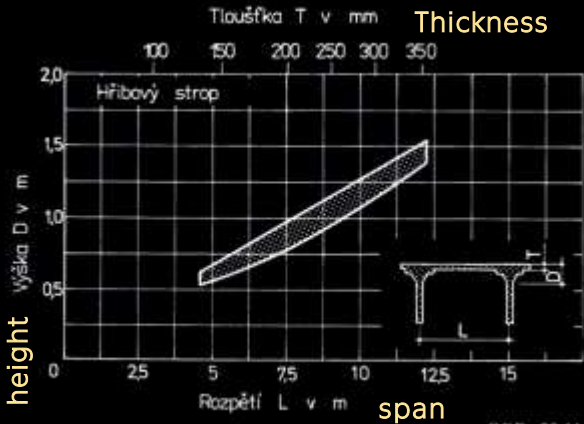 Tloušťka T v mm Thickness
100 150 200 250 300 350
2,0
Hřibový strop
1,5
1,0
0,5
0
Výška D v m
height
T
D
L
0 2,5 5 7,5 10 12,5 15
Rozpětí L v m span